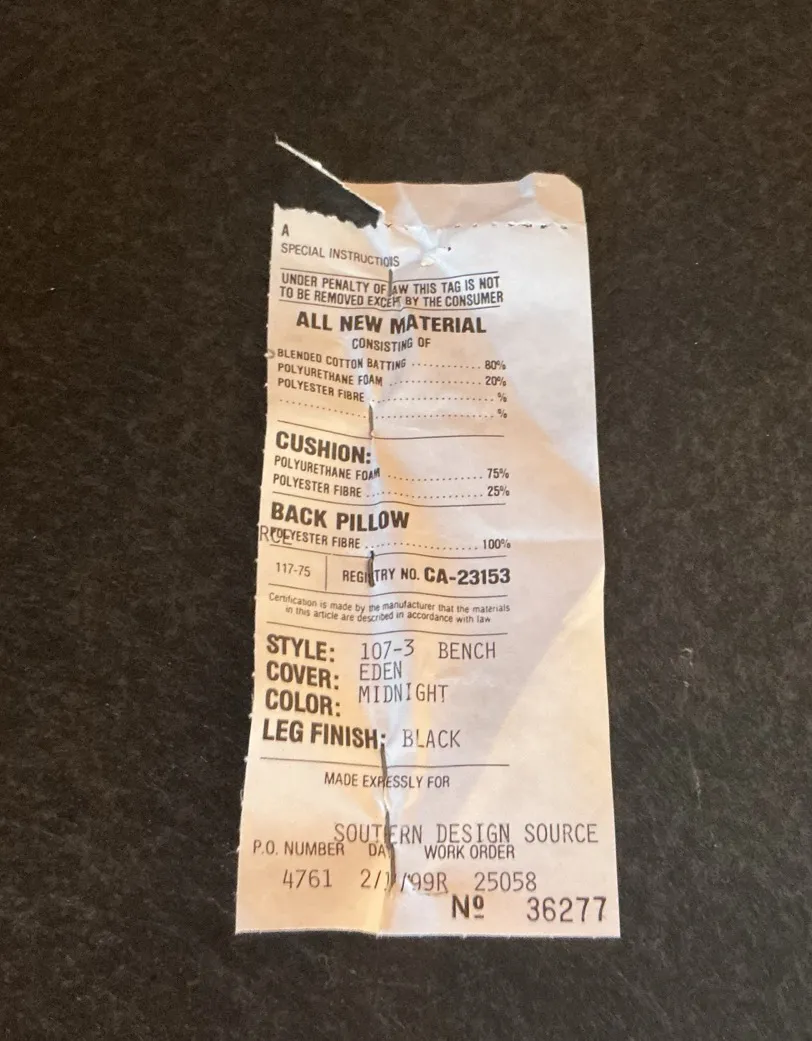 A
SPECIAL INSTRUCTIONS
UNDER PENALTY OF LAW THIS TAG IS NOT
TO BE REMOVED EXCEPT BY THE CONSUMER
ALL NEW MATERIAL
CONSISTING OF
BLENDED COTTON BATTING ............ 80%
POLYURETHANE FOAM ................ 20%
POLYESTER FIBRE ..................... %
..................................... %
CUSHION:
POLYURETHANE FOAM ................ 75%
POLYESTER FIBRE .................... 25%
BACK PILLOW
RCE
POLYESTER FIBRE .................... 100%
117-75 REGISTRY NO. CA-23153
Certification is made by the manufacturer that the materials
in this article are described in accordance with law
STYLE: 107-3 BENCH
COVER: EDEN
COLOR: MIDNIGHT
LEG FINISH: BLACK
MADE EXPRESSLY FOR
SOUTHERN DESIGN SOURCE
P.O. NUMBER DA WORK ORDER
4761 /99R 25058
Nº 36277